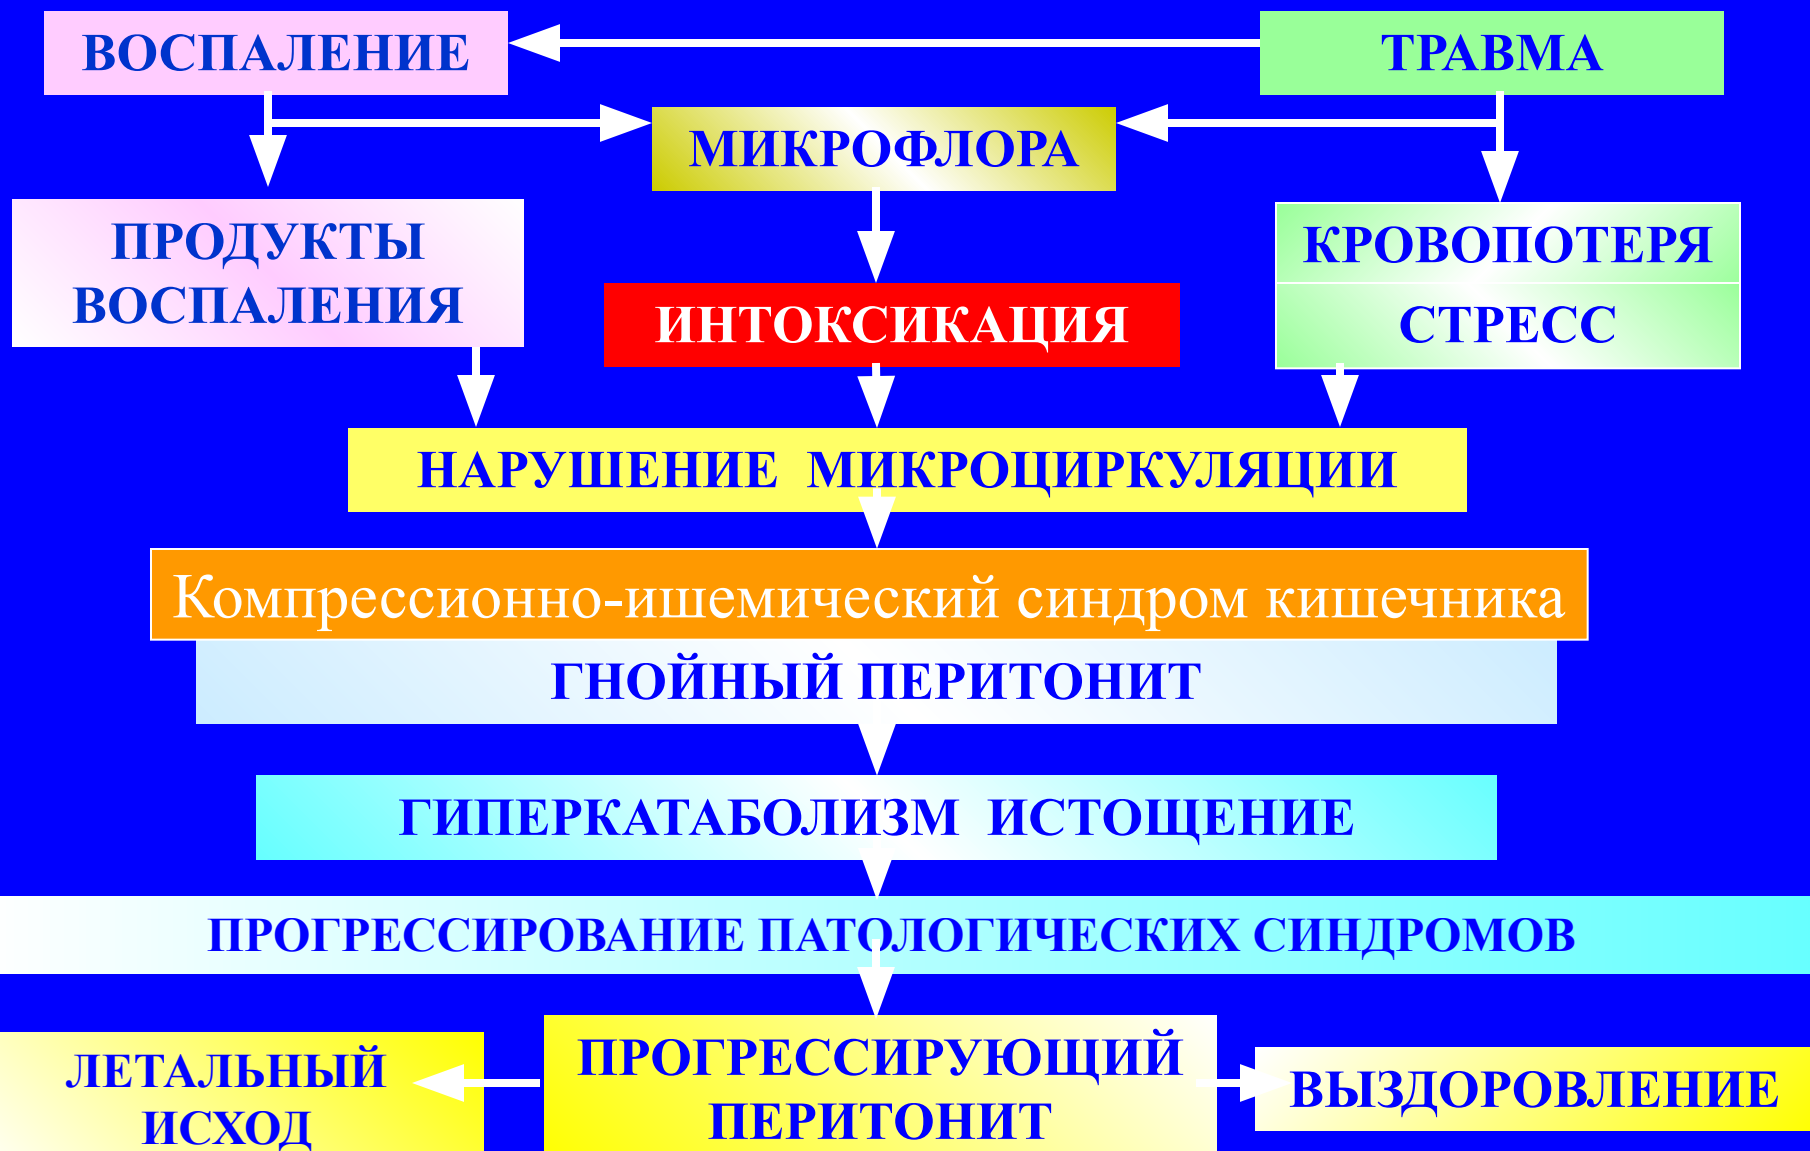 ВОСПАЛЕНИЕ
ТРАВМА
МИКРОФЛОРА
ПРОДУКТЫ
ВОСПАЛЕНИЯ
КРОВОПОТЕРЯ
СТРЕСС
ИНТОКСИКАЦИЯ
НАРУШЕНИЕ МИКРОЦИРКУЛЯЦИИ
Компрессионно-ишемический синдром кишечника
ГНОЙНЫЙ ПЕРИТОНИТ
ГИПЕРКАТАБОЛИЗМ ИСТОЩЕНИЕ
ПРОГРЕССИРОВАНИЕ ПАТОЛОГИЧЕСКИХ СИНДРОМОВ
ЛЕТАЛЬНЫЙ
ИСХОД
ПРОГРЕССИРУЮЩИЙ
ПЕРИТОНИТ
ВЫЗДОРОВЛЕНИЕ